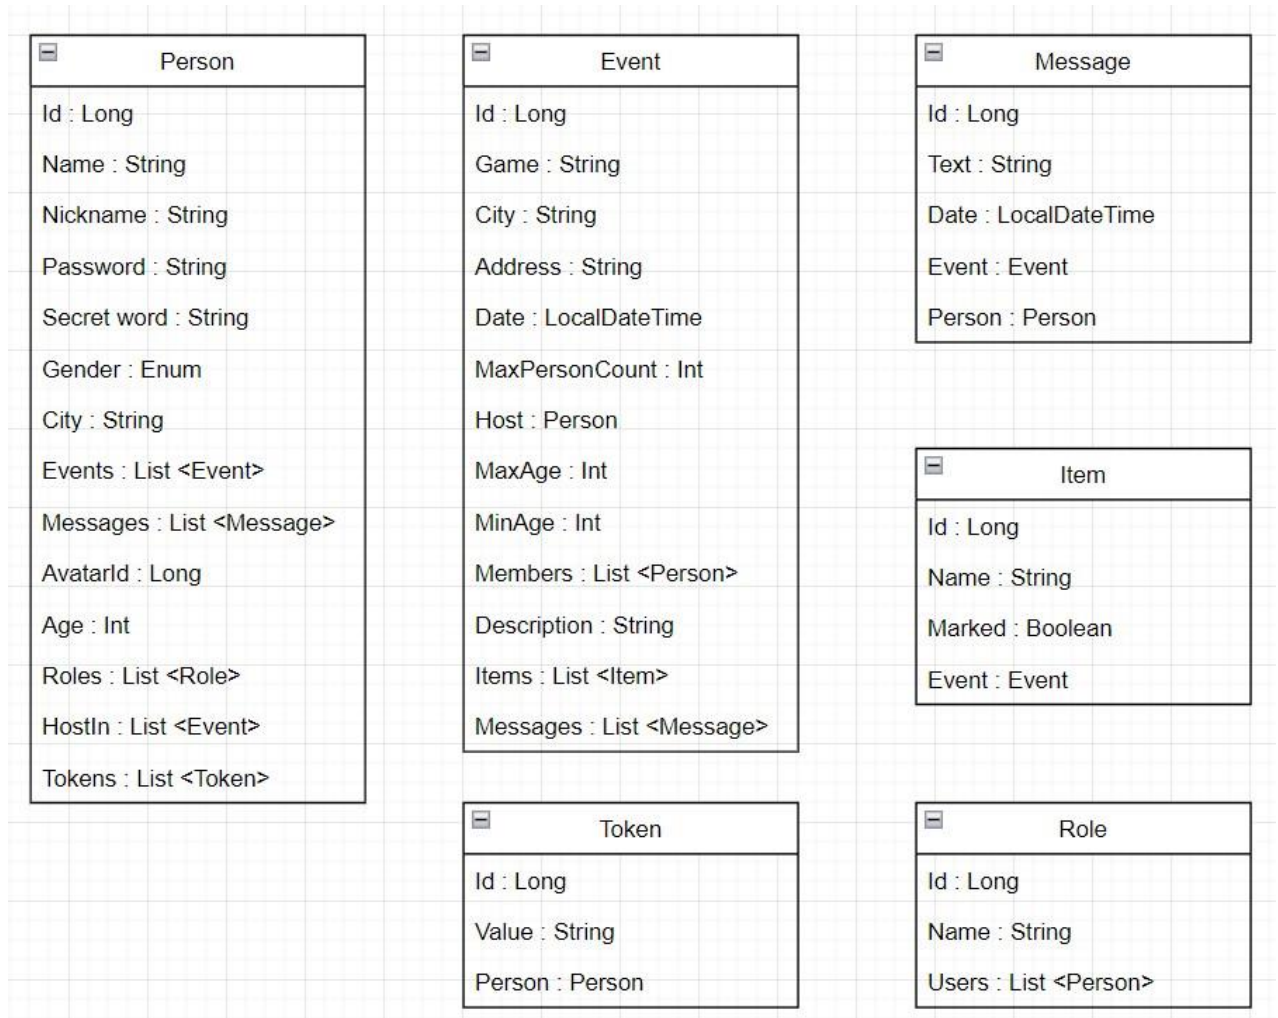 Person
Id : Long
Name : String
Nickname : String
Password : String
Secret word : String
Gender : Enum
City : String
Events : List <Event>
Messages : List <Message>
AvatarId : Long
Age : Int
Roles : List <Role>
HostIn : List <Event>
Tokens : List <Token>
Event
Id : Long
Game : String
City : String
Address : String
Date : LocalDateTime
MaxPersonCount : Int
Host : Person
MaxAge : Int
MinAge : Int
Members : List <Person>
Description : String
Items : List <Item>
Messages : List <Message>
Message
Id : Long
Text : String
Date : LocalDateTime
Event : Event
Person : Person
Item
Id : Long
Name : String
Marked : Boolean
Event : Event
Token
Id : Long
Value : String
Person : Person
Role
Id : Long
Name : String
Users : List <Person>